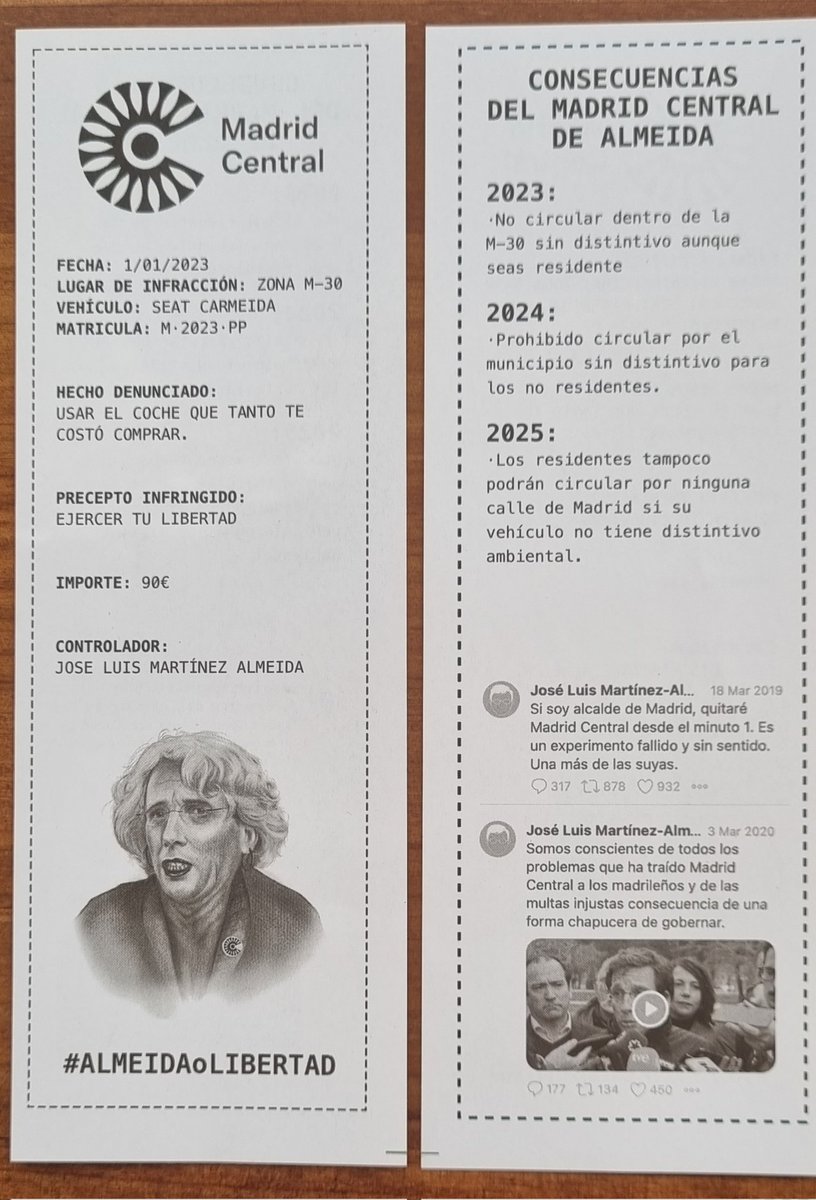 Madrid
Central
FECHA: 1/01/2023
LUGAR DE INFRACCIÓN: ZONA M-30
VEHÍCULO: SEAT CARMEIDA
MATRICULA: M·2023·PP
HECHO DENUNCIADO:
USAR EL COCHE QUE TANTO TE
COSTÓ COMPRAR.
PRECEPTO INFRINGIDO:
EJERCER TU LIBERTAD
IMPORTE: 90€
CONTROLADOR:
JOSE LUIS MARTÍNEZ ALMEIDA
#ALMEIDAoLIBERTAD
CONSECUENCIAS
DEL MADRID CENTRAL
DE ALMEIDA
2023:
·No circular dentro de la
M-30 sin distintivo aunque
seas residente
2024:
·Prohibido circular por el
municipio sin distintivo para
los no residentes.
2025:
·Los residentes tampoco
podrán circular por ninguna
calle de Madrid si su
vehículo no tiene distintivo
ambiental.
José Luis Martínez-Al... 18 Mar 2019
Si soy alcalde de Madrid, quitaré
Madrid Central desde el minuto 1. Es
un experimento fallido y sin sentido.
Una más de las suyas.
317 878 932
José Luis Martínez-Alm... 3 Mar 2020
Somos conscientes de todos los
problemas que ha traído Madrid
Central a los madrileños y de las
multas injustas consecuencia de una
forma chapucera de gobernar.
rne
177 134 450